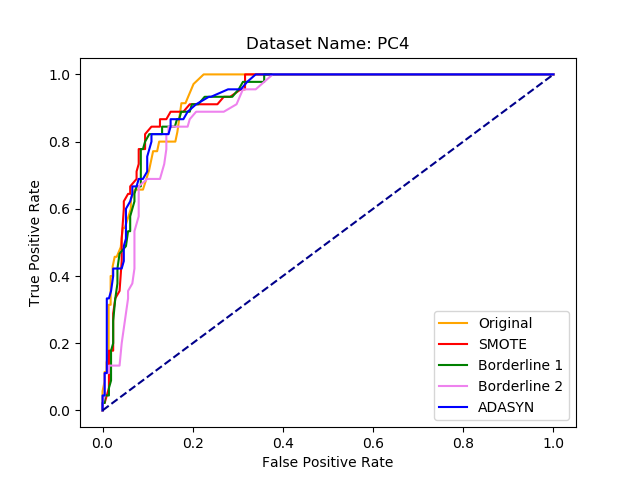 Dataset Name: PC4
True Positive Rate
1.0
0.8
0.6
0.4
0.2
0.0
0.0 0.2 0.4 0.6 0.8 1.0
False Positive Rate
Original
SMOTE
Borderline 1
Borderline 2
ADASYN